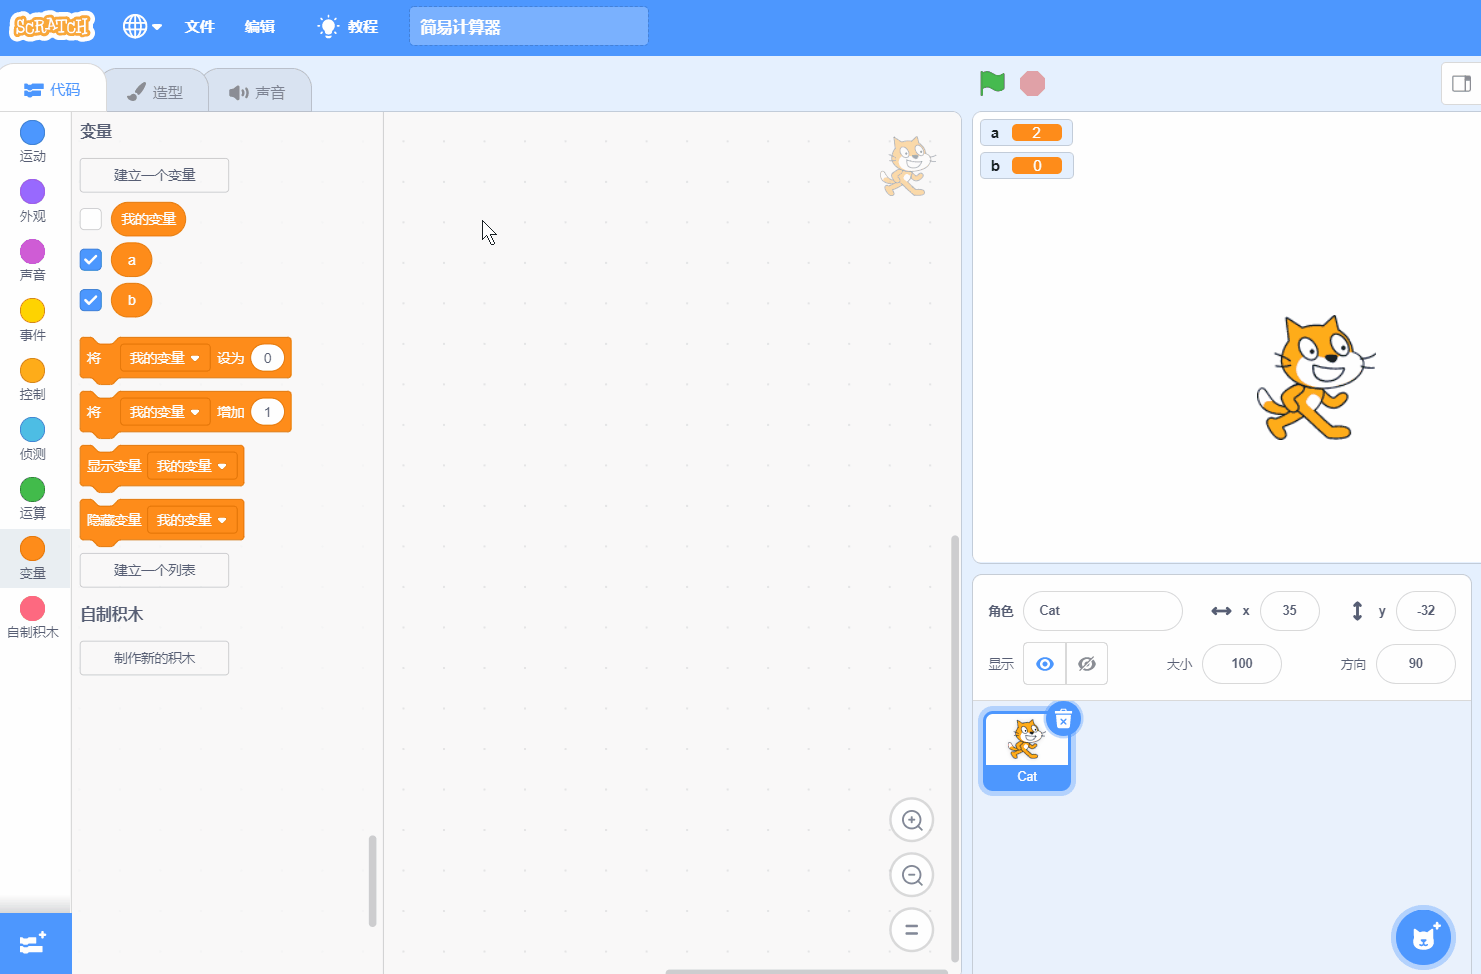 SCRATCH
文件
编辑
教程
简易计算器
代码
造型
声音
运动
外观
声音
事件
控制
侦测
运算
变量
自制积木
变量
建立一个变量
我的变量
a
b
将 我的变量 设为 0
将 我的变量 增加 1
显示变量 我的变量
隐藏变量 我的变量
建立一个列表
自制积木
制作新的积木
a 2
b 0
角色 Cat x 35 y -32
显示 大小 100 方向 90
Cat